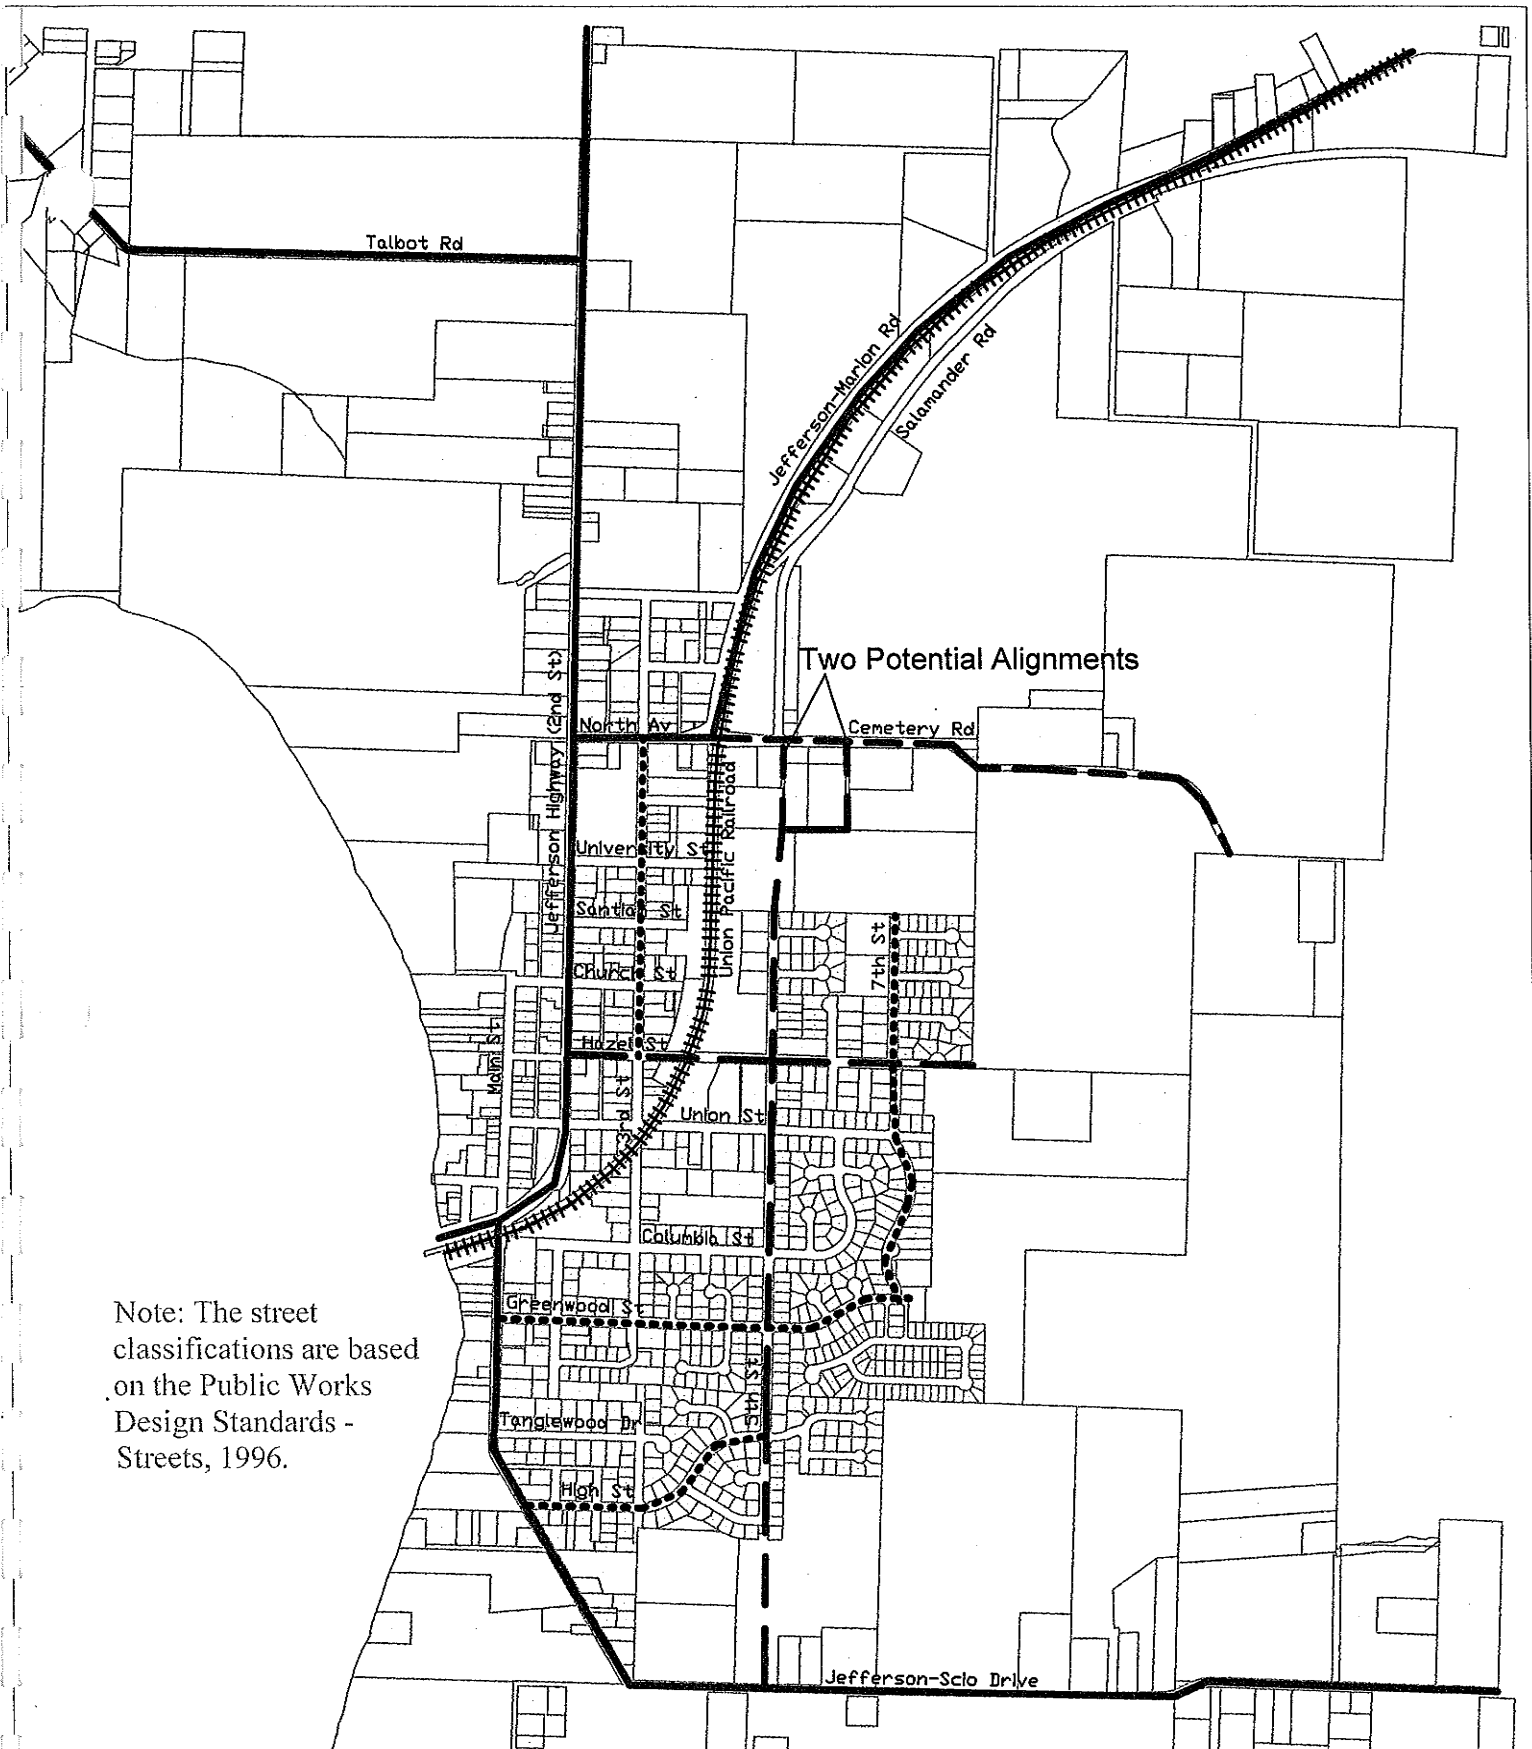 Talbot Rd
Jefferson-Marion Rd
Salamander Rd
Two Potential Alignments
Jefferson Highway (2nd St)
North Av
Cemetery Rd
Union Pacific Railroad
University St
Santiam St
7th St
Church St
Main St
Hazel St
3rd St
Union St
Columbia St
Note: The street
classifications are based
on the Public Works
Design Standards -
Streets, 1996.
Greenwood St
5th St
Tanglewood Dr
High St
Jefferson-Scio Drive